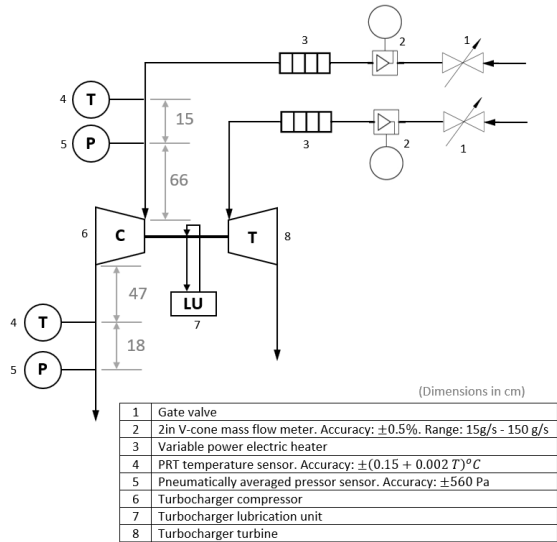 3
2
1
4
T
15
3
2
1
5
P
66
6
C
T
8
47
LU
4
T
7
18
5
P
(Dimensions in cm)
1 Gate valve
2 2in V-cone mass flow meter. Accuracy: ±0.5%. Range: 15g/s - 150 g/s
3 Variable power electric heater
4 PRT temperature sensor. Accuracy: ±(0.15 + 0.002 T)°C
5 Pneumatically averaged pressor sensor. Accuracy: ±560 Pa
6 Turbocharger compressor
7 Turbocharger lubrication unit
8 Turbocharger turbine